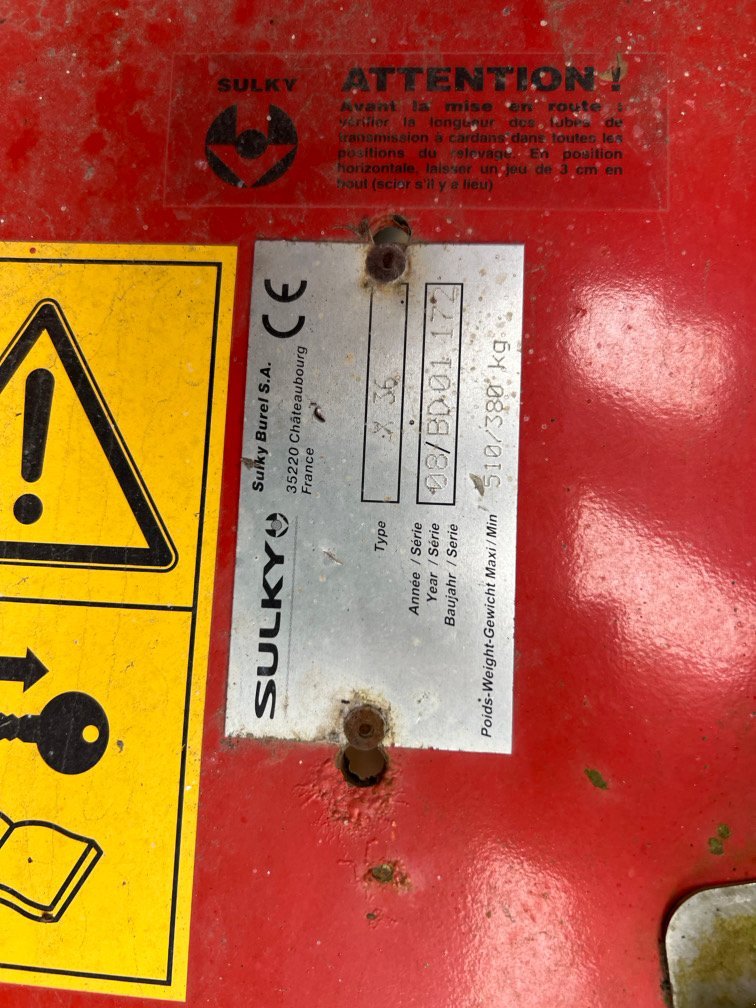 SULKY
ATTENTION !
Avant la mise en route :
vérifier la longueur des tubes de
transmission à cardans dans toutes les
positions du relevage. En position
horizontale, laisser un jeu de 3 cm en
bout (scier s'il y a lieu)
SULKY
Sulky Burel S.A.
35220 Châteaubourg
France
CE
Type X 36
Année / Série
Year / Série
Baujahr / Serie
08/BD01 172
Poids-Weight-Gewicht Maxi / Min 510/380 kg